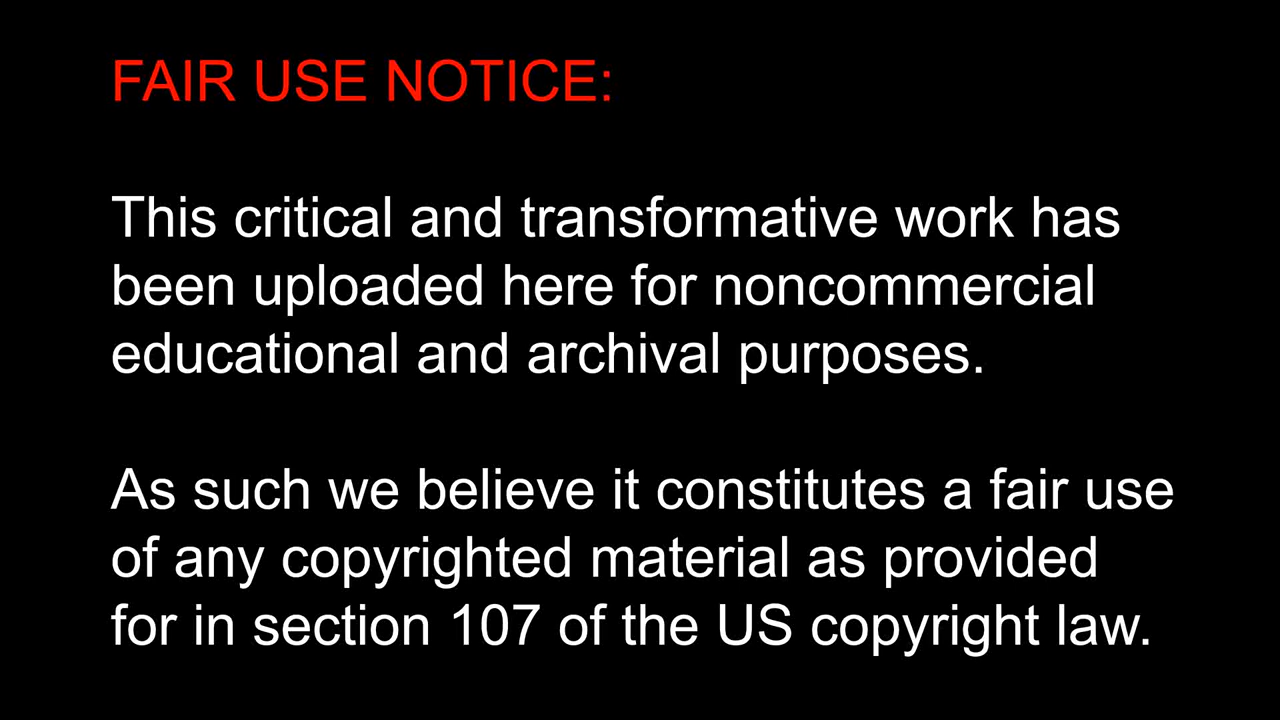 FAIR USE NOTICE:
This critical and transformative work has
been uploaded here for noncommercial
educational and archival purposes.
As such we believe it constitutes a fair use
of any copyrighted material as provided
for in section 107 of the US copyright law.